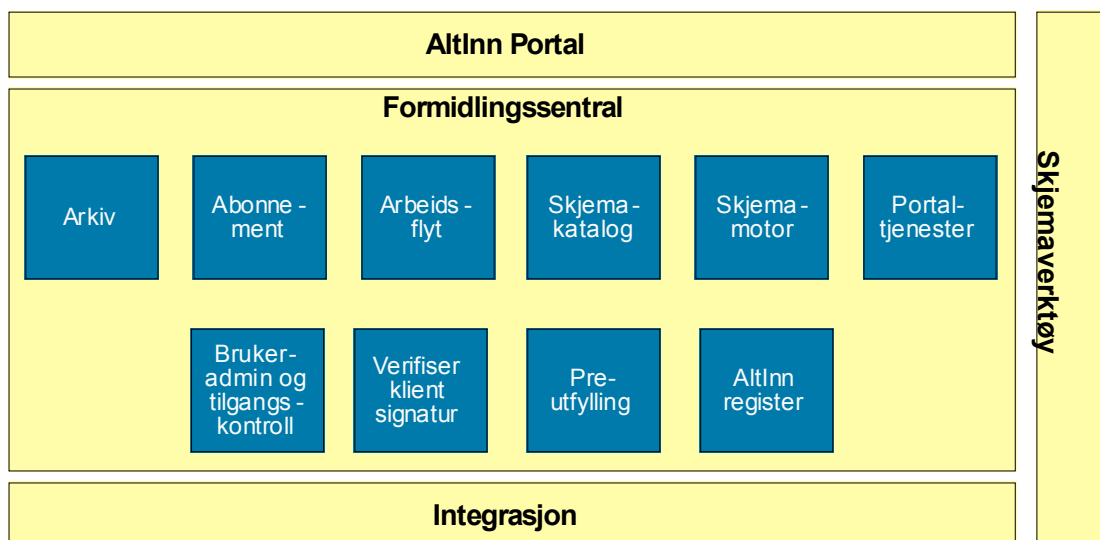 AltInn Portal
Formidlingssentral
Arkiv
Abonne -
ment
Arbeids -
flyt
Skjema -
katalog
Skjema -
motor
Portal-
tjenester
Bruker-
admin og
tilgangs -
kontroll
Verifiser
klient
signatur
Pre-
utfylling
AltInn
register
Integrasjon
Skjemaverktøy